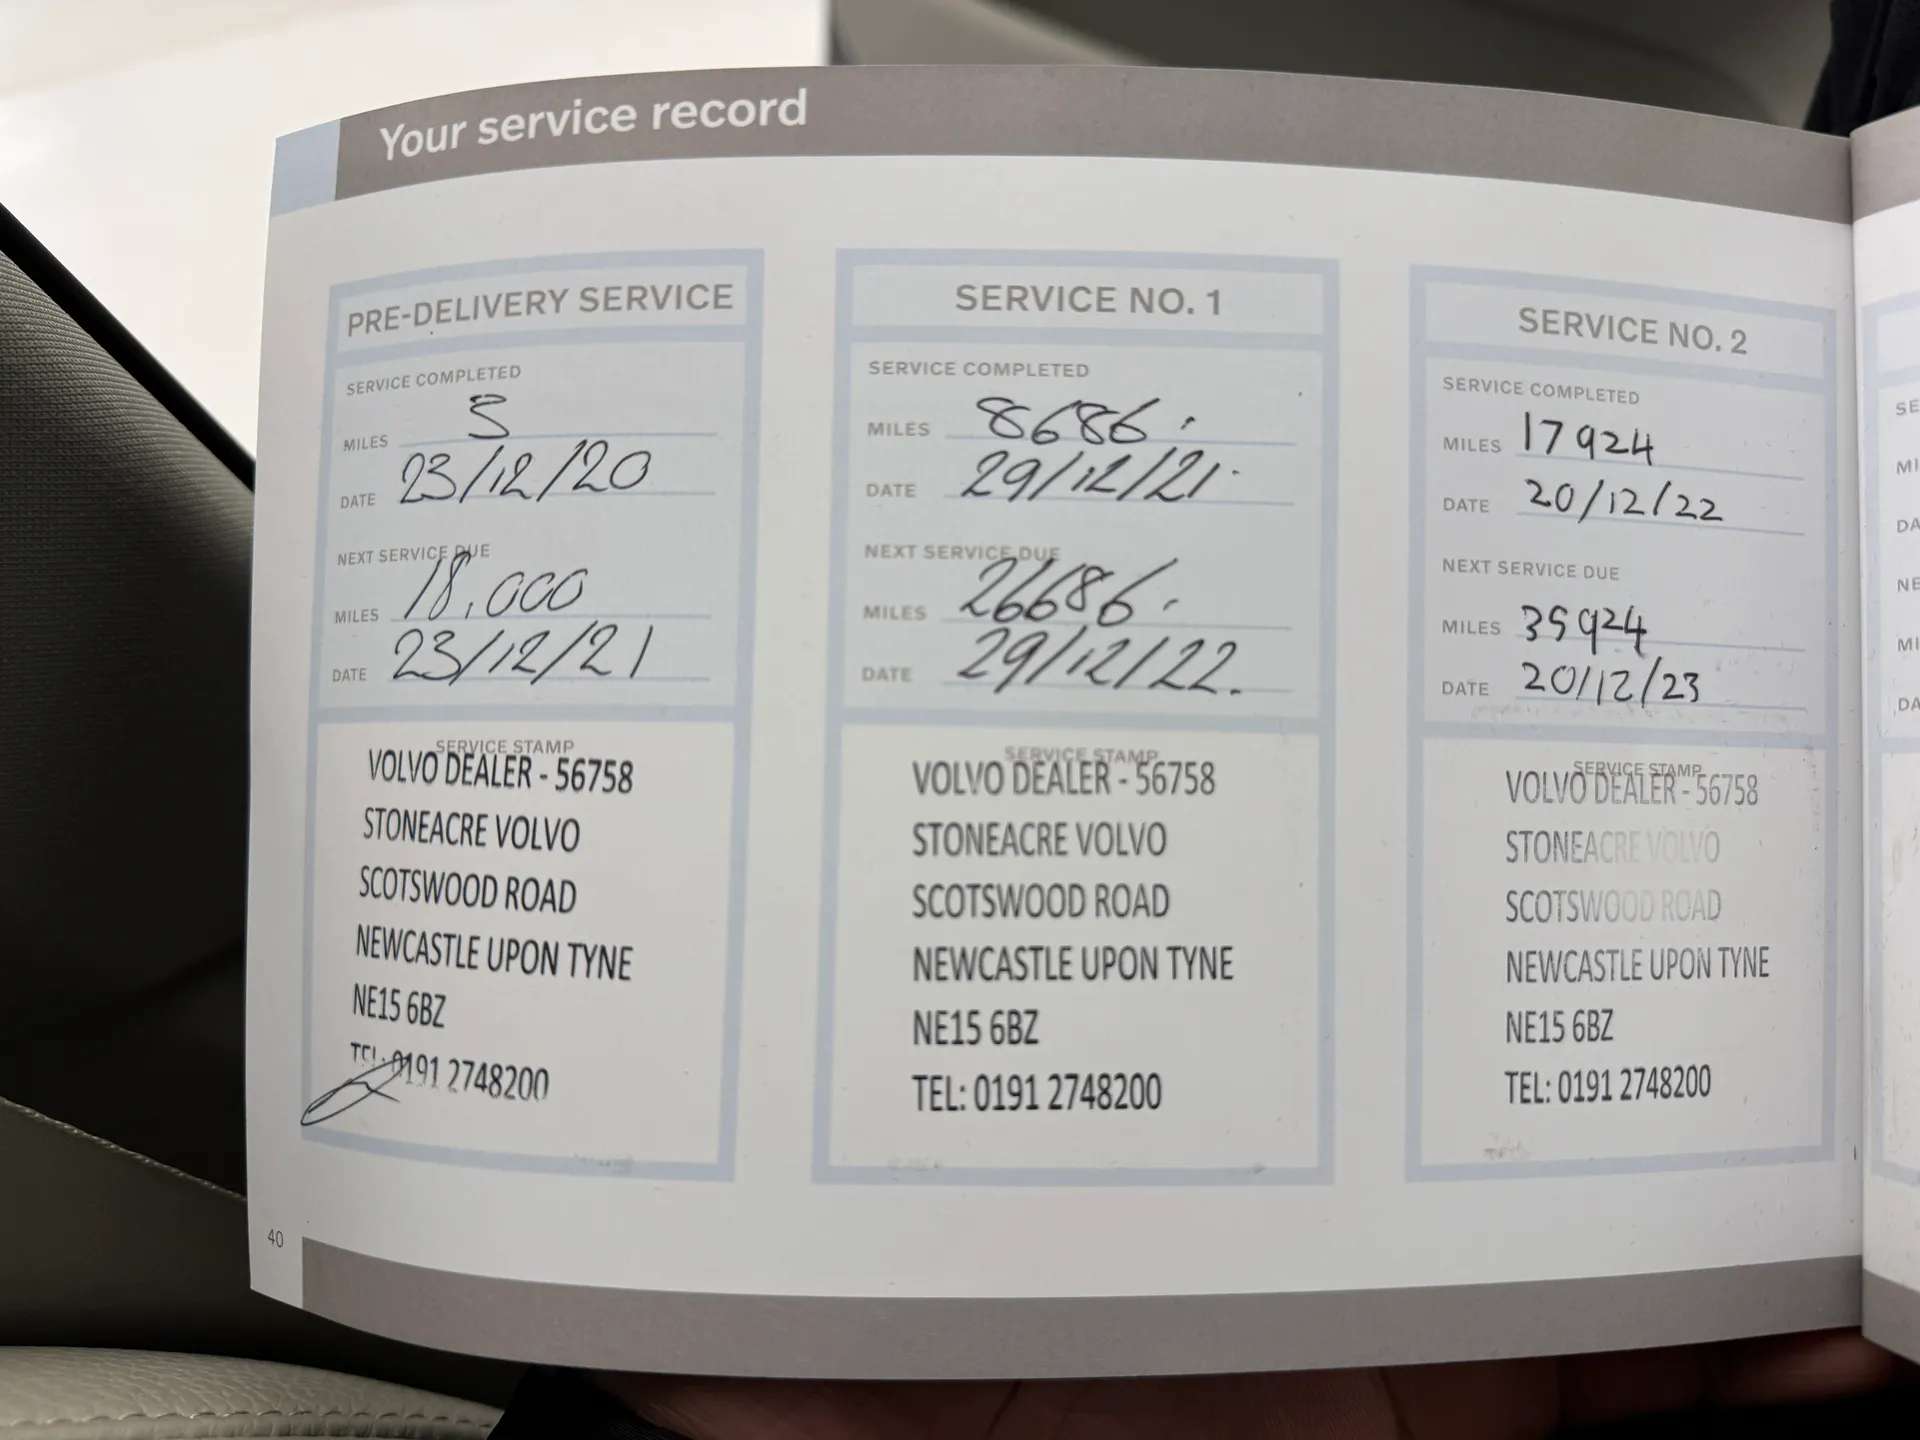 Your service record
PRE-DELIVERY SERVICE
SERVICE COMPLETED
MILES 5
DATE 23/12/20
NEXT SERVICE DUE
MILES 18,000
DATE 23/12/21
SERVICE STAMP
VOLVO DEALER - 56758
STONEACRE VOLVO
SCOTSWOOD ROAD
NEWCASTLE UPON TYNE
NE15 6BZ
TEL: 0191 2748200
SERVICE NO. 1
SERVICE COMPLETED
MILES 8686.
DATE 29/12/21.
NEXT SERVICE DUE
MILES 26686.
DATE 29/12/22.
SERVICE STAMP
VOLVO DEALER - 56758
STONEACRE VOLVO
SCOTSWOOD ROAD
NEWCASTLE UPON TYNE
NE15 6BZ
TEL: 0191 2748200
SERVICE NO. 2
SERVICE COMPLETED
MILES 17924
DATE 20/12/22
NEXT SERVICE DUE
MILES 35924
DATE 20/12/23
SERVICE STAMP
VOLVO DEALER - 56758
STONEACRE VOLVO
SCOTSWOOD ROAD
NEWCASTLE UPON TYNE
NE15 6BZ
TEL: 0191 2748200
40